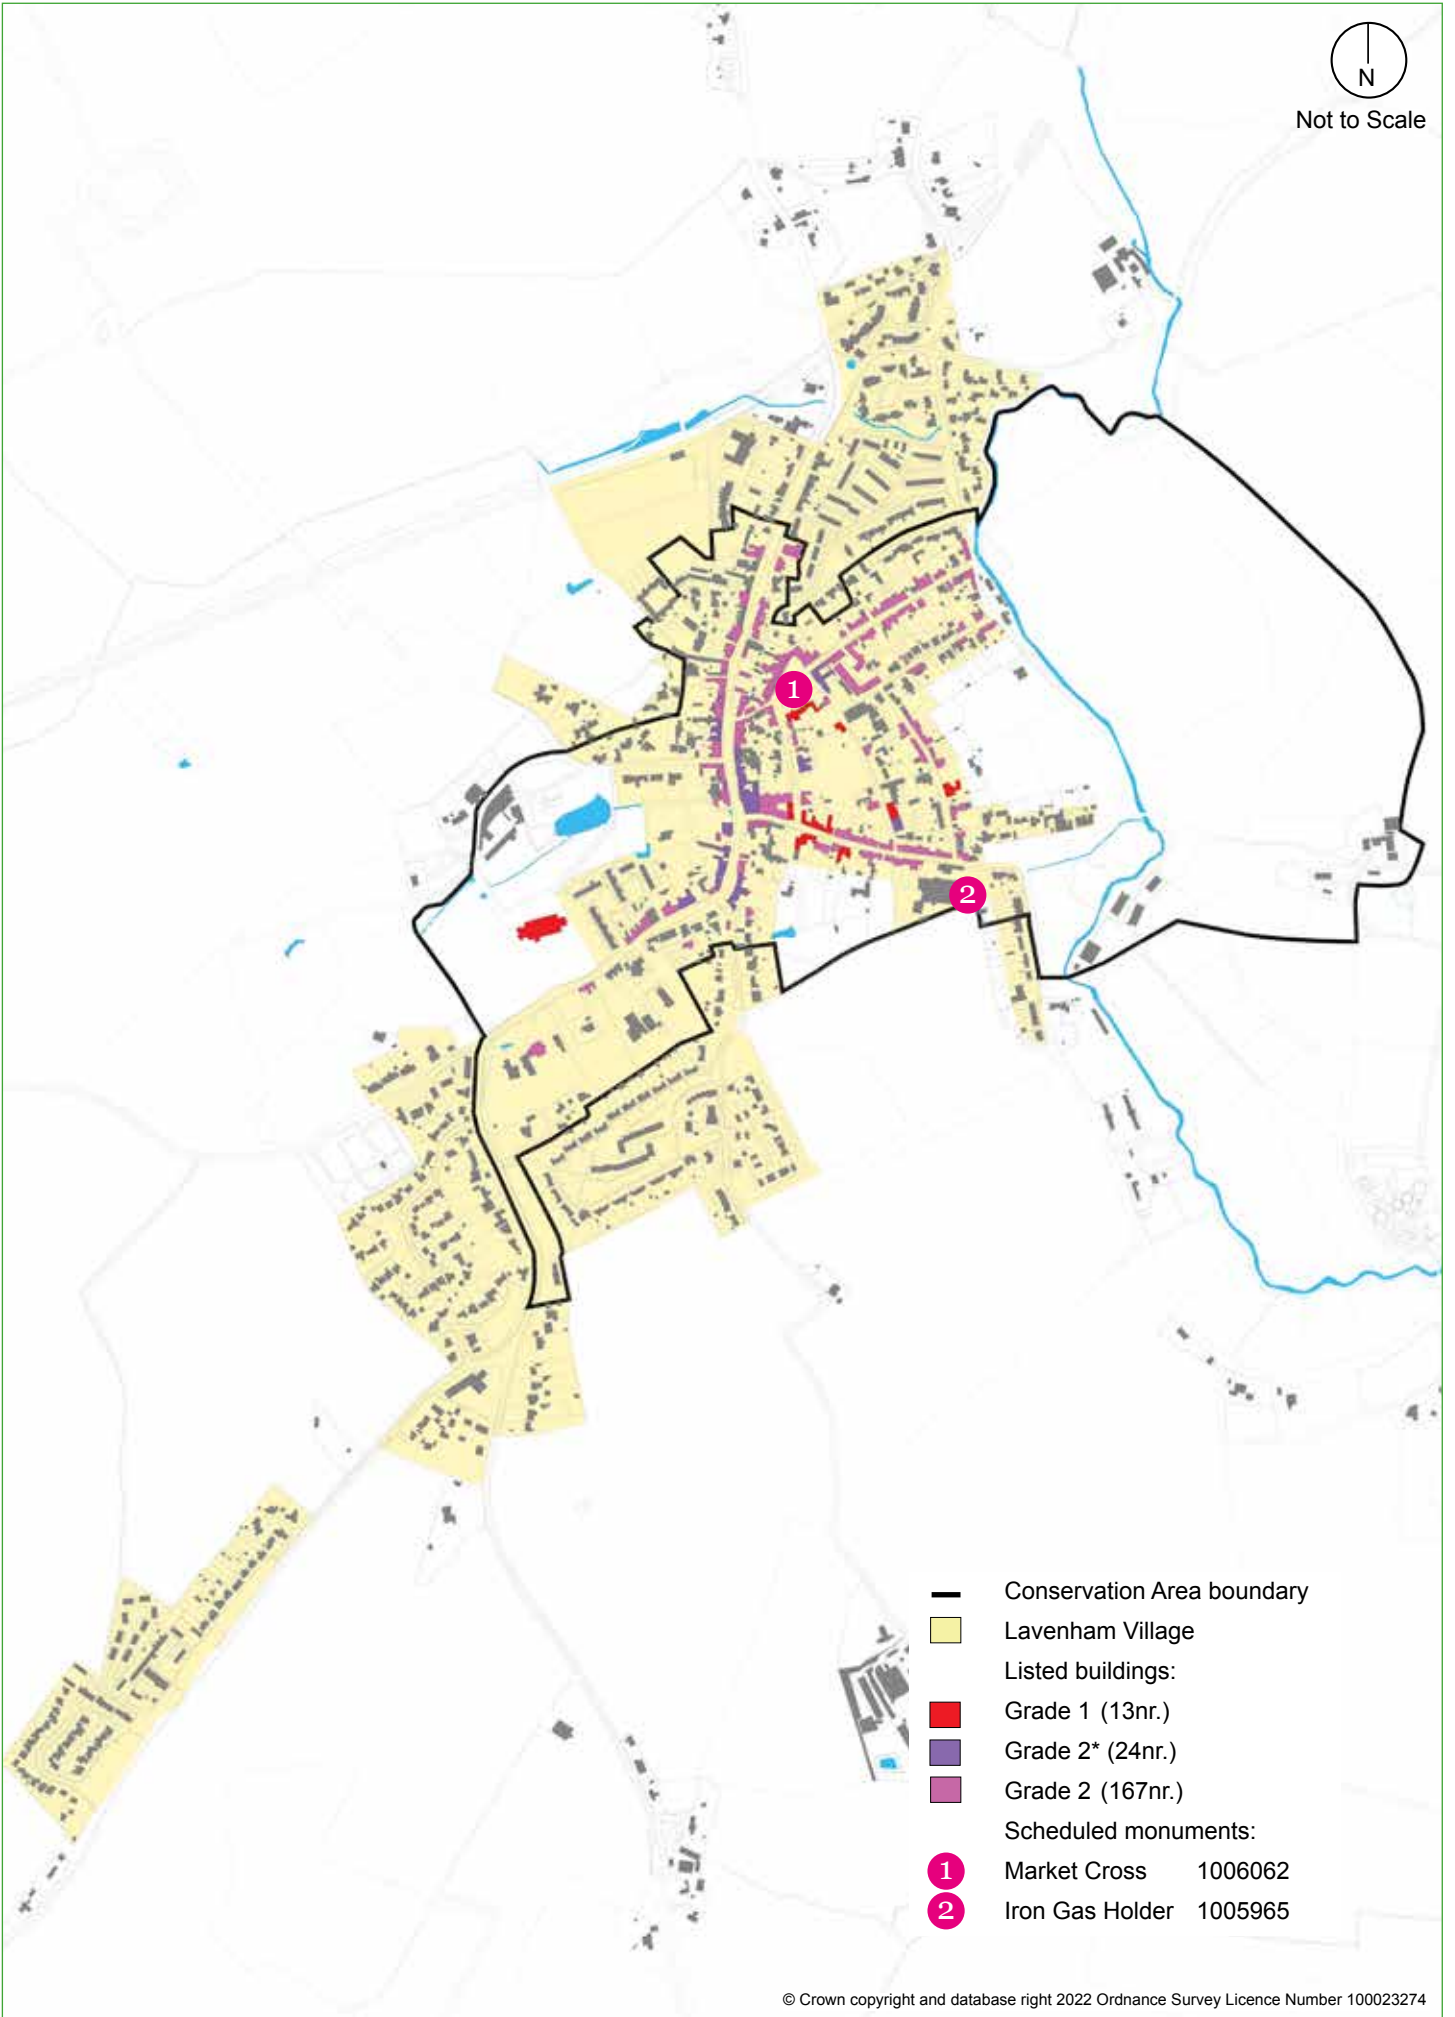 N
Not to Scale
1
2
Conservation Area boundary
Lavenham Village
Listed buildings:
Grade 1 (13nr.)
Grade 2* (24nr.)
Grade 2 (167nr.)
Scheduled monuments:
1 Market Cross 1006062
2 Iron Gas Holder 1005965
© Crown copyright and database right 2022 Ordnance Survey Licence Number 100023274